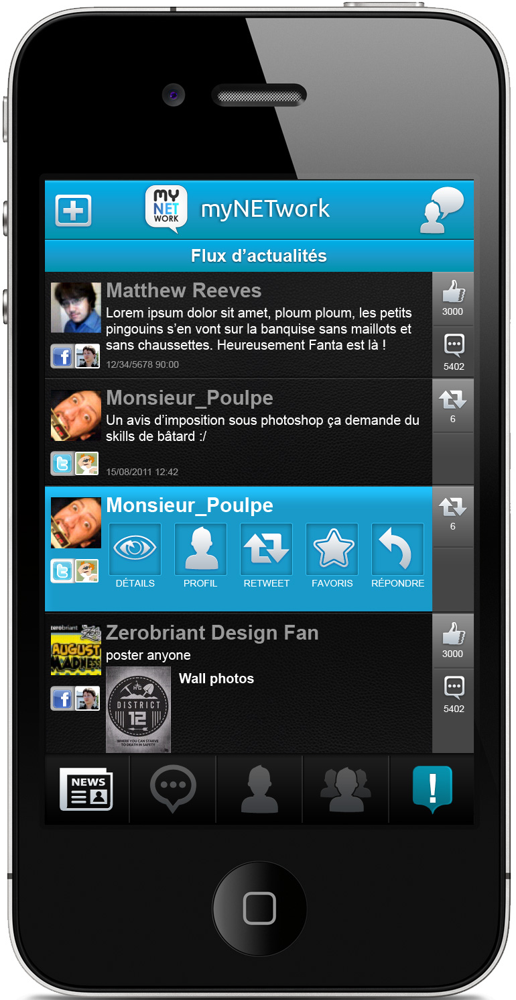 MY
NET
WORK
myNETwork
Flux d’actualités
Matthew Reeves
Lorem ipsum dolor sit amet, ploum ploum, les petits
pingouins s’en vont sur la banquise sans maillots et
sans chaussettes. Heureusement Fanta est là !
12/34/5678 90:00
3000
5402
Monsieur_Poulpe
Un avis d’imposition sous photoshop ça demande du
skills de bâtard :/
15/08/2011 12:42
6
Monsieur_Poulpe
6
DÉTAILS
PROFIL
RETWEET
FAVORIS
RÉPONDRE
zerobriant
AUGUST
MADNESS
Zerobriant Design Fan
poster anyone
Wall photos
DISTRICT
12
WHERE YOU CAN STARVE
TO DEATH IN SAFETY
3000
5402
NEWS